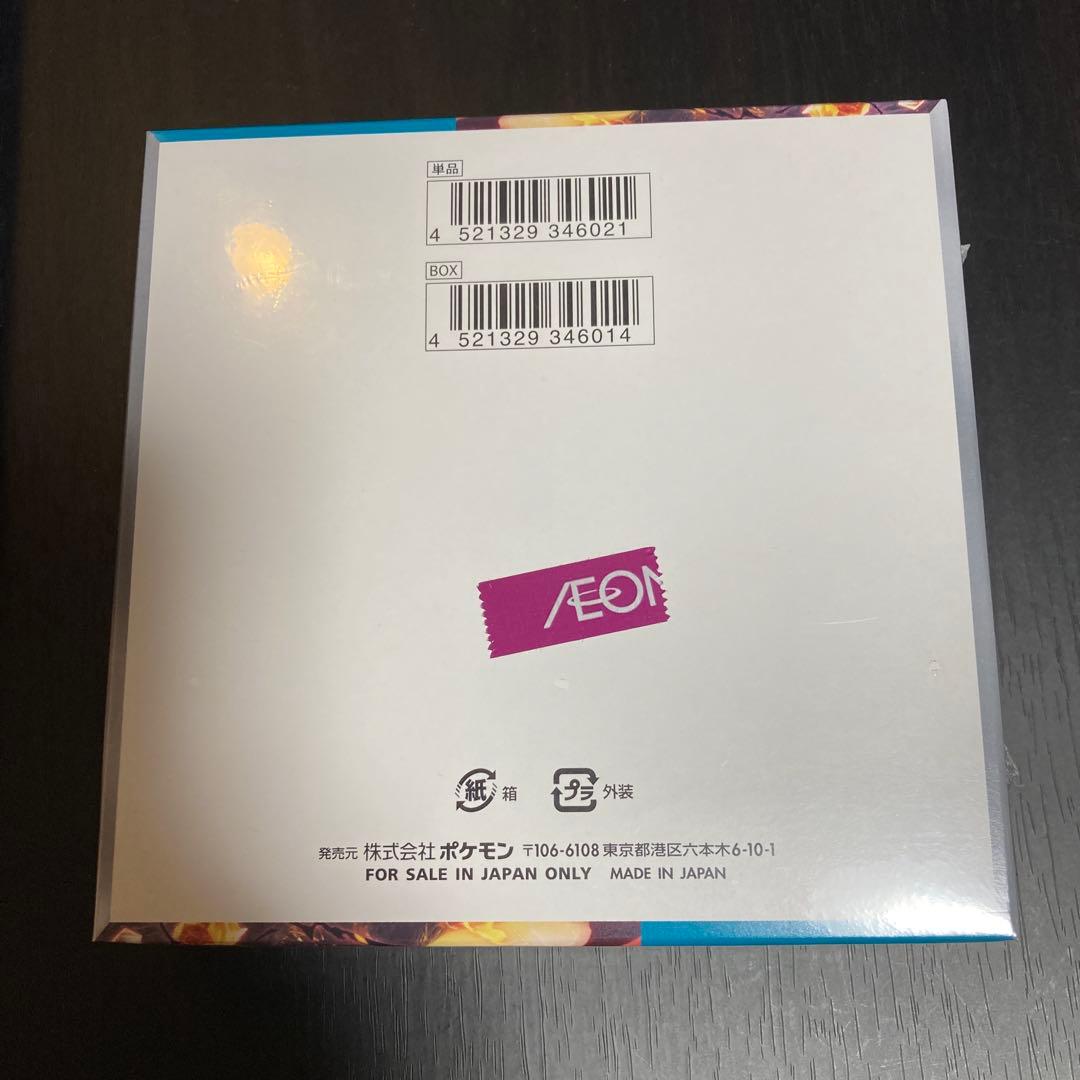 単品
4 521329 346021
BOX
4 521329 346014
ÆON
紙 箱 プラ 外装
発売元 株式会社 ポケモン 〒106-6108 東京都港区六本木6-10-1
FOR SALE IN JAPAN ONLY MADE IN JAPAN